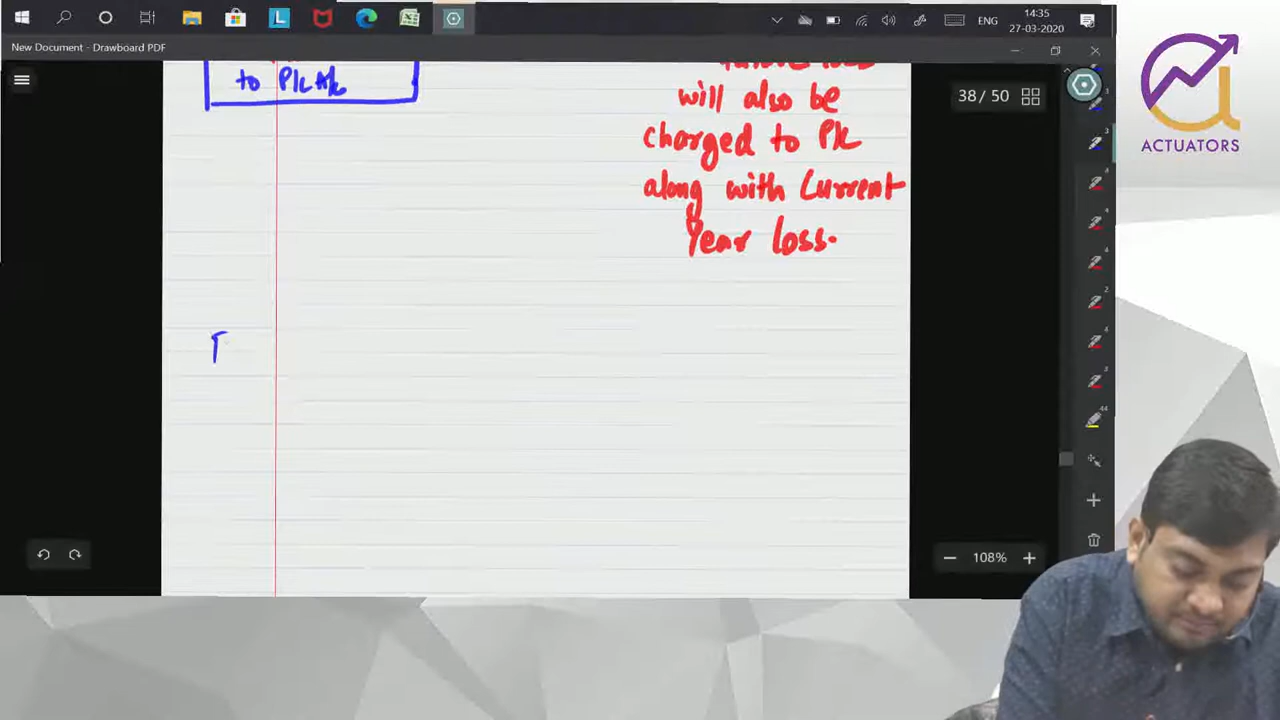 ENG
14:35
27-03-2020
New Document - Drawboard PDF
to P/L A/c
will also be
charged to P/L
along with Current
Year loss.
38 / 50
108%
ACTUATORS